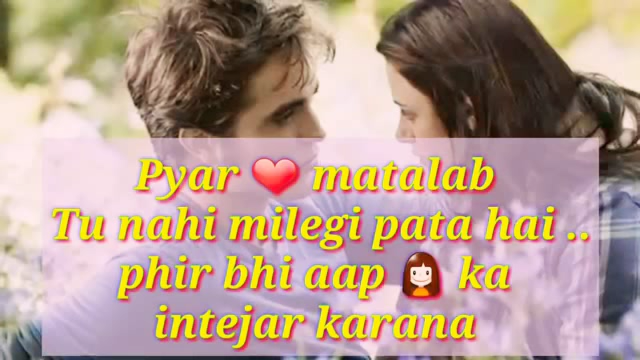 Pyar ❤ matalab
Tu nahi milegi pata hai ..
phir bhi aap 👩 ka
intejar karana